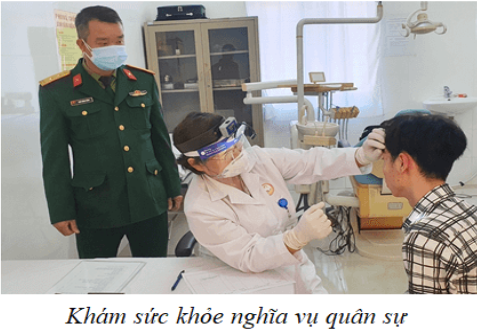 Khám sức khỏe nghĩa vụ quân sự